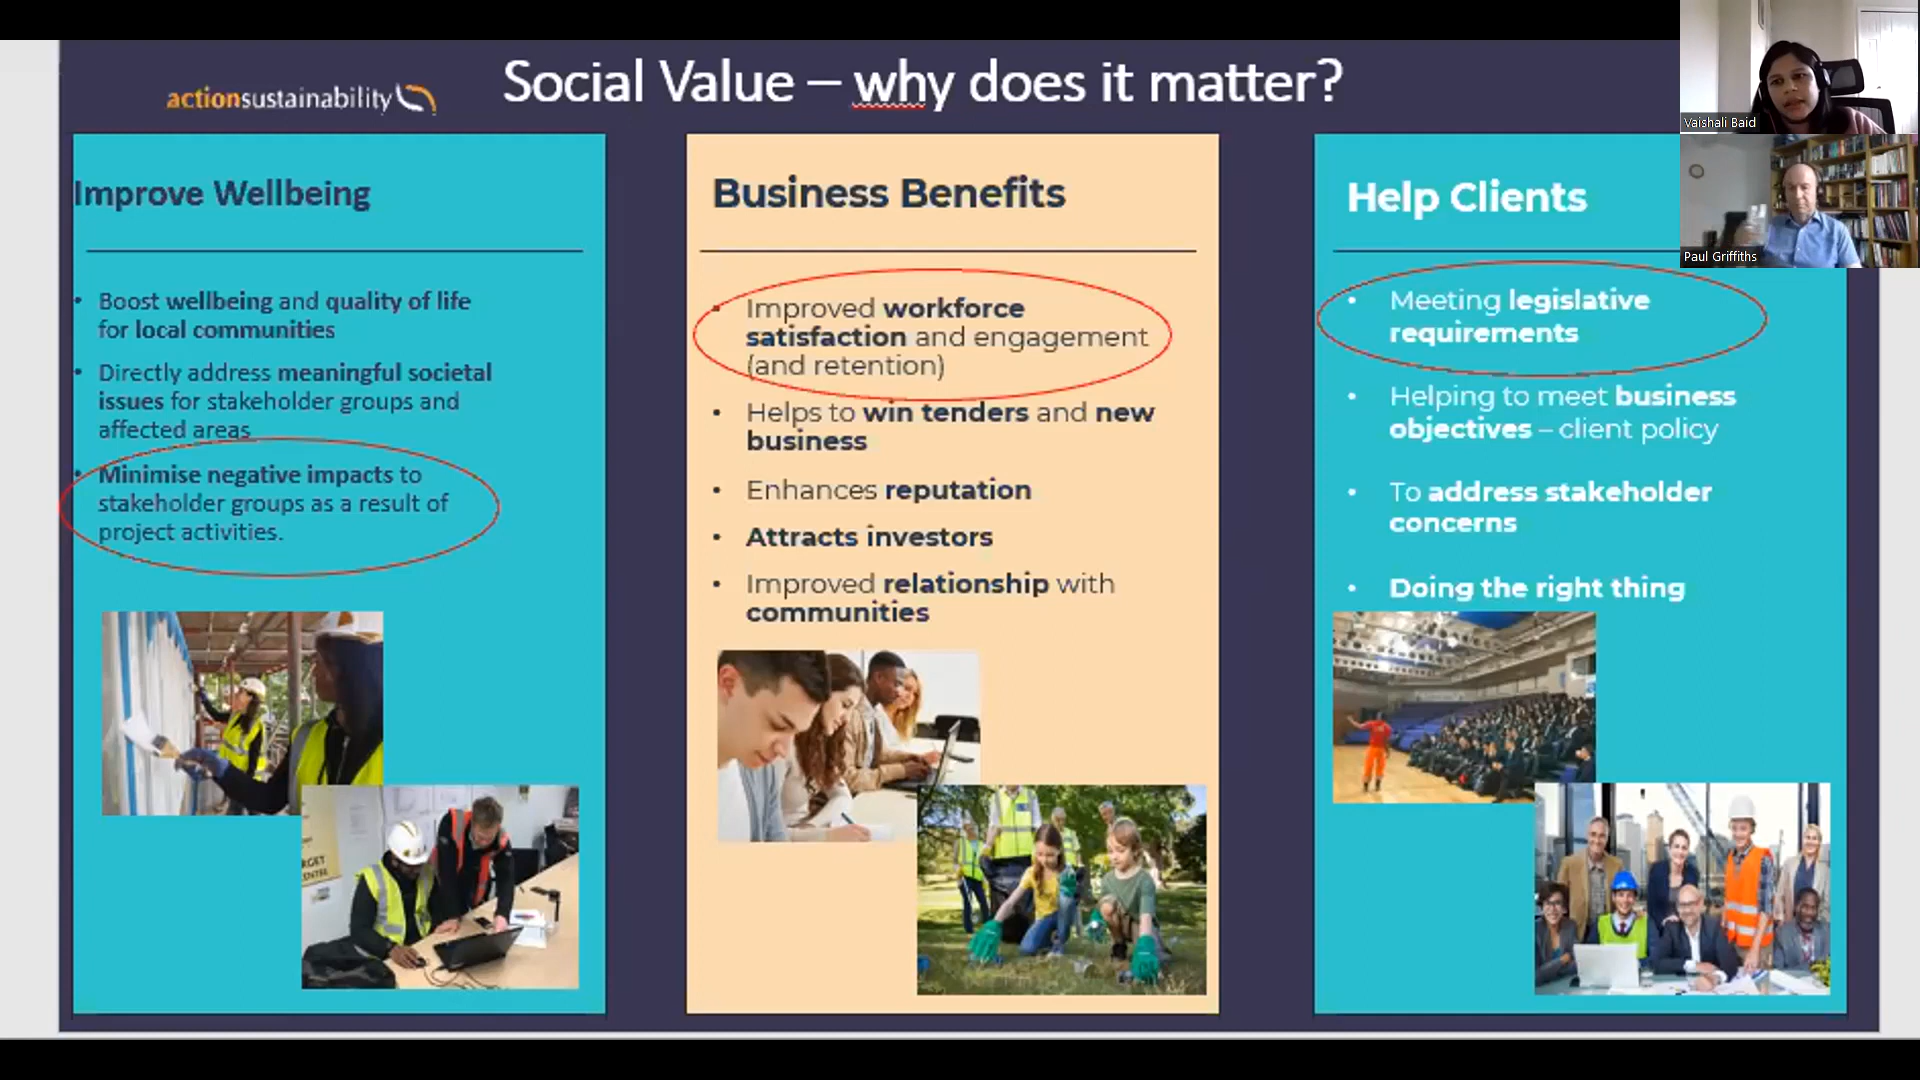 Social Value – why does it matter?
actionsustainability
Vaishali Baid
Paul Griffiths
Improve Wellbeing
• Boost wellbeing and quality of life
for local communities
• Directly address meaningful societal
issues for stakeholder groups and
affected areas
• Minimise negative impacts to
stakeholder groups as a result of
project activities.
RGET
CENTRE
Business Benefits
• Improved workforce
satisfaction and engagement
(and retention)
• Helps to win tenders and new
business
• Enhances reputation
• Attracts investors
• Improved relationship with
communities
Help Clients
• Meeting legislative
requirements
• Helping to meet business
objectives – client policy
• To address stakeholder
concerns
• Doing the right thing